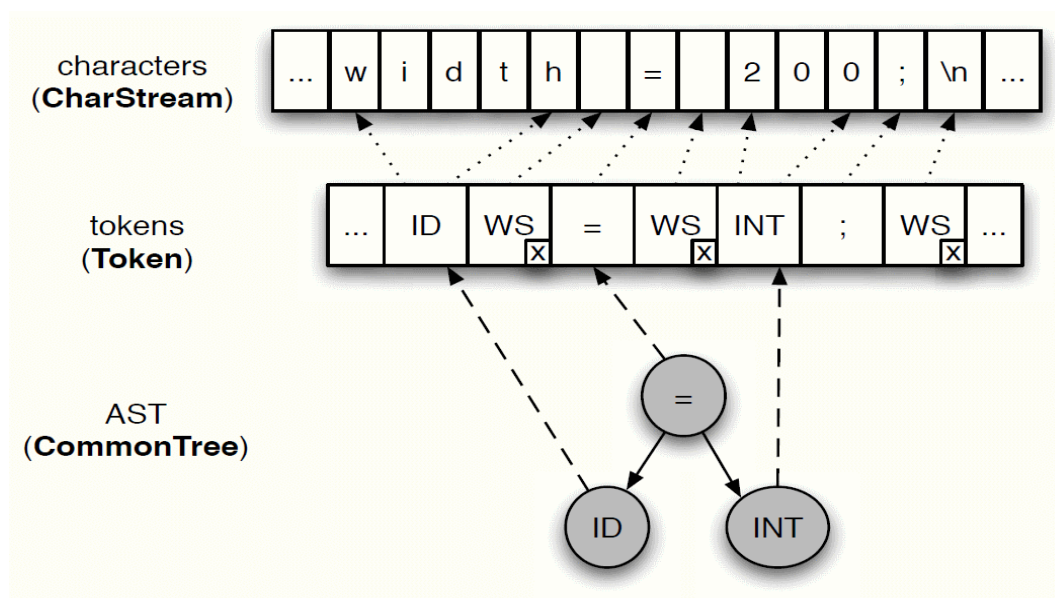 characters
(CharStream)
... w i d t h = 2 0 0 ; \n ...
tokens
(Token)
... ID WS x = WS x INT ; WS x ...
AST
(CommonTree)
=
ID INT